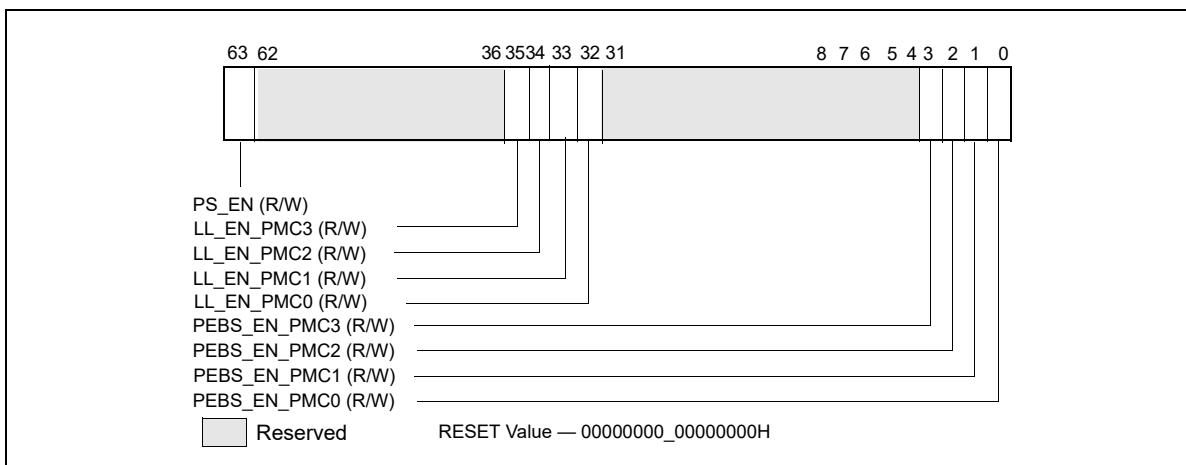 63 62 36 35 34 33 32 31 8 7 6 5 4 3 2 1 0
PS_EN (R/W)
LL_EN_PMC3 (R/W)
LL_EN_PMC2 (R/W)
LL_EN_PMC1 (R/W)
LL_EN_PMC0 (R/W)
PEBS_EN_PMC3 (R/W)
PEBS_EN_PMC2 (R/W)
PEBS_EN_PMC1 (R/W)
PEBS_EN_PMC0 (R/W)
Reserved RESET Value — 00000000_00000000H